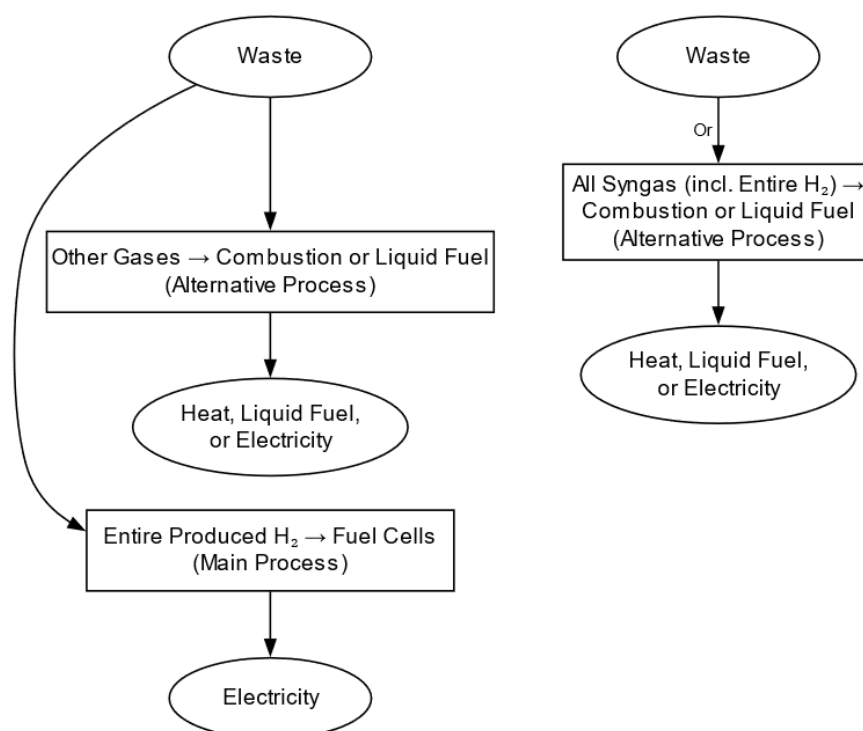 Waste
Other Gases → Combustion or Liquid Fuel
(Alternative Process)
Heat, Liquid Fuel,
or Electricity
Entire Produced H₂ → Fuel Cells
(Main Process)
Electricity
Waste
Or
All Syngas (incl. Entire H₂) →
Combustion or Liquid Fuel
(Alternative Process)
Heat, Liquid Fuel,
or Electricity